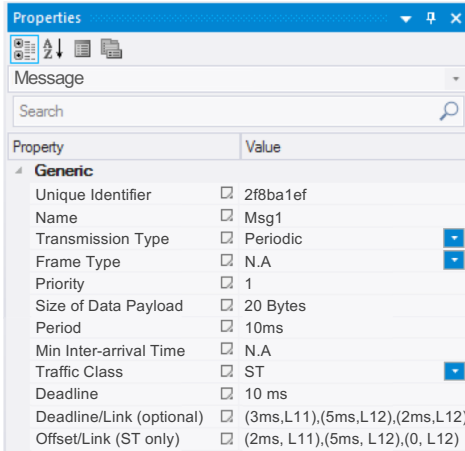 Properties
Message
Search
Property Value
Generic
Unique Identifier 2f8ba1ef
Name Msg1
Transmission Type Periodic
Frame Type N.A
Priority 1
Size of Data Payload 20 Bytes
Period 10ms
Min Inter-arrival Time N.A
Traffic Class ST
Deadline 10 ms
Deadline/Link (optional) (3ms,L11),(5ms,L12),(2ms,L12)
Offset/Link (ST only) (2ms, L11),(5ms, L12),(0, L12)